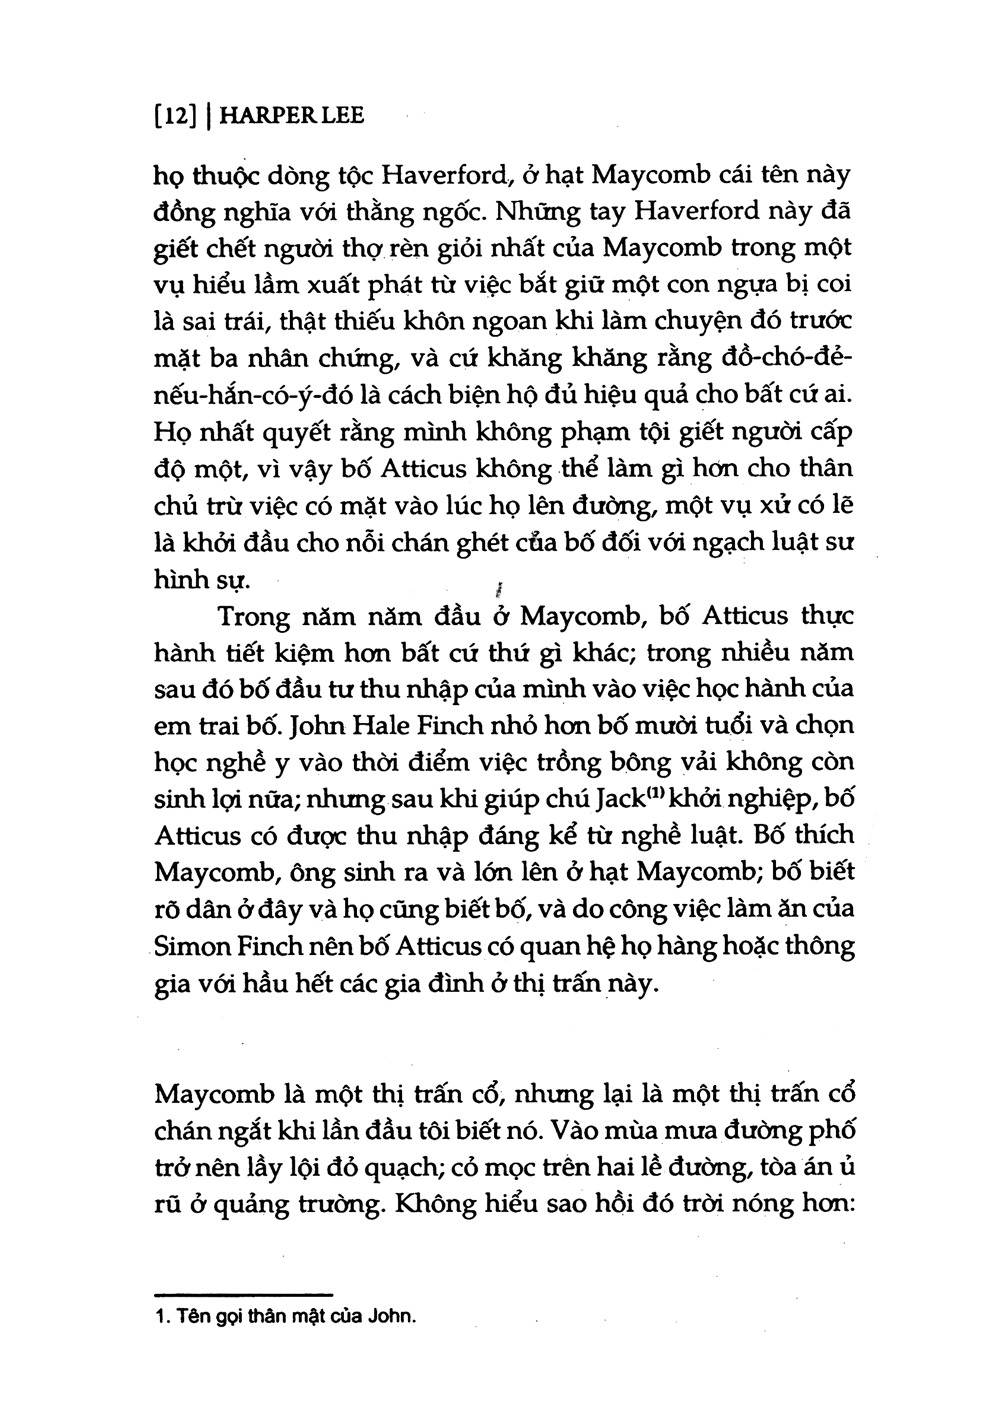 [12] | HARPER LEE
họ thuộc dòng tộc Haverford, ở hạt Maycomb cái tên này
đồng nghĩa với thằng ngốc. Những tay Haverford này đã
giết chết người thợ rèn giỏi nhất của Maycomb trong một
vụ hiểu lầm xuất phát từ việc bắt giữ một con ngựa bị coi
là sai trái, thật thiếu khôn ngoan khi làm chuyện đó trước
mặt ba nhân chứng, và cứ khăng khăng rằng đồ-chó-đẻ-
nếu-hắn-có-ý-đó là cách biện hộ đủ hiệu quả cho bất cứ ai.
Họ nhất quyết rằng mình không phạm tội giết người cấp
độ một, vì vậy bố Atticus không thể làm gì hơn cho thân
chủ trừ việc có mặt vào lúc họ lên đường, một vụ xử có lẽ
là khởi đầu cho nỗi chán ghét của bố đối với ngạch luật sư
hình sự.
Trong năm năm đầu ở Maycomb, bố Atticus thực
hành tiết kiệm hơn bất cứ thứ gì khác; trong nhiều năm
sau đó bố đầu tư thu nhập của mình vào việc học hành của
em trai bố. John Hale Finch nhỏ hơn bố mười tuổi và chọn
học nghề y vào thời điểm việc trồng bông vải không còn
sinh lợi nữa; nhưng sau khi giúp chú Jack⁽¹⁾ khởi nghiệp, bố
Atticus có được thu nhập đáng kể từ nghề luật. Bố thích
Maycomb, ông sinh ra và lớn lên ở hạt Maycomb; bố biết
rõ dân ở đây và họ cũng biết bố, và do công việc làm ăn của
Simon Finch nên bố Atticus có quan hệ họ hàng hoặc thông
gia với hầu hết các gia đình ở thị trấn này.
Maycomb là một thị trấn cổ, nhưng lại là một thị trấn cổ
chán ngắt khi lần đầu tôi biết nó. Vào mùa mưa đường phố
trở nên lầy lội đỏ quạch; cỏ mọc trên hai lề đường, tòa án ủ
rũ ở quảng trường. Không hiểu sao hồi đó trời nóng hơn:
1. Tên gọi thân mật của John.